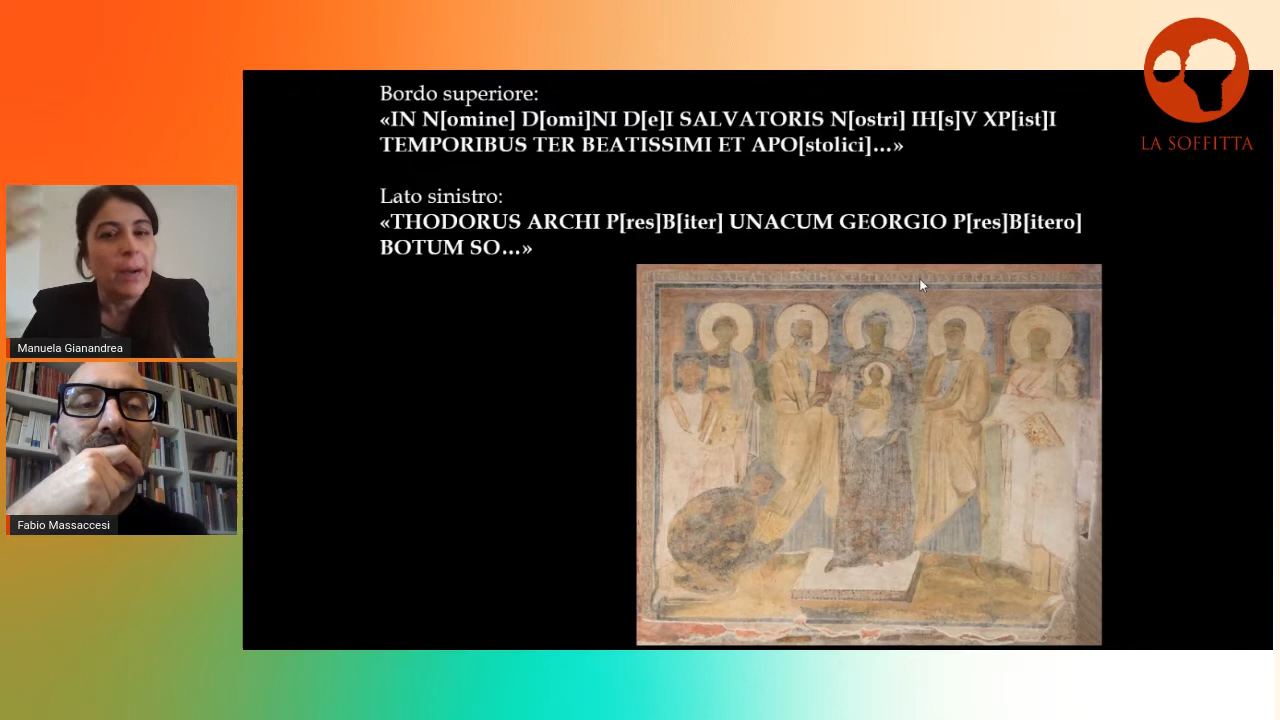 Bordo superiore:
«IN N[omine] D[omi]NI D[e]I SALVATORIS N[ostri] IH[s]V XP[ist]I
TEMPORIBUS TER BEATISSIMI ET APO[stolici]…»
Lato sinistro:
«THODORUS ARCHI P[res]B[iter] UNACUM GEORGIO P[res]B[itero]
BOTUM SO…»
LA SOFFITTA
Manuela Gianandrea
Fabio Massaccesi